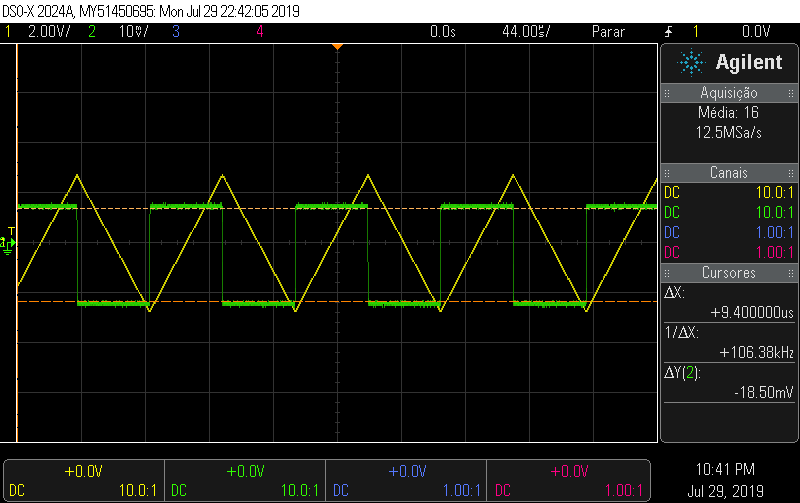 DSO-X 2024A, MY51450695: Mon Jul 29 22:42:05 2019
1 2.00V/ 2 10mV/ 3 4 0.0s 44.00us/ Parar 1 0.0V
Agilent
Aquisição
Média: 16
12.5MSa/s
Canais
DC 10.0:1
DC 10.0:1
DC 1.00:1
DC 1.00:1
Cursores
ΔX:
+9.400000us
1/ΔX:
+106.38kHz
ΔY(2):
-18.50mV
T
2
+0.0V +0.0V +0.0V +0.0V
DC 10.0:1 DC 10.0:1 DC 1.00:1 DC 1.00:1
10:41 PM
Jul 29, 2019